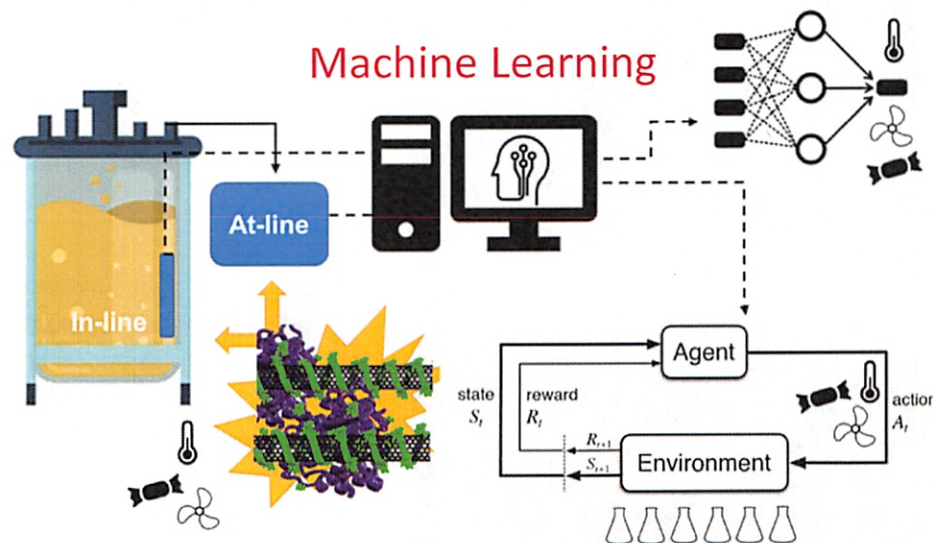 Machine Learning
At-line
In-line
Agent
state
S_t
reward
R_t
action
A_t
R_{t+1}
S_{t+1}
Environment